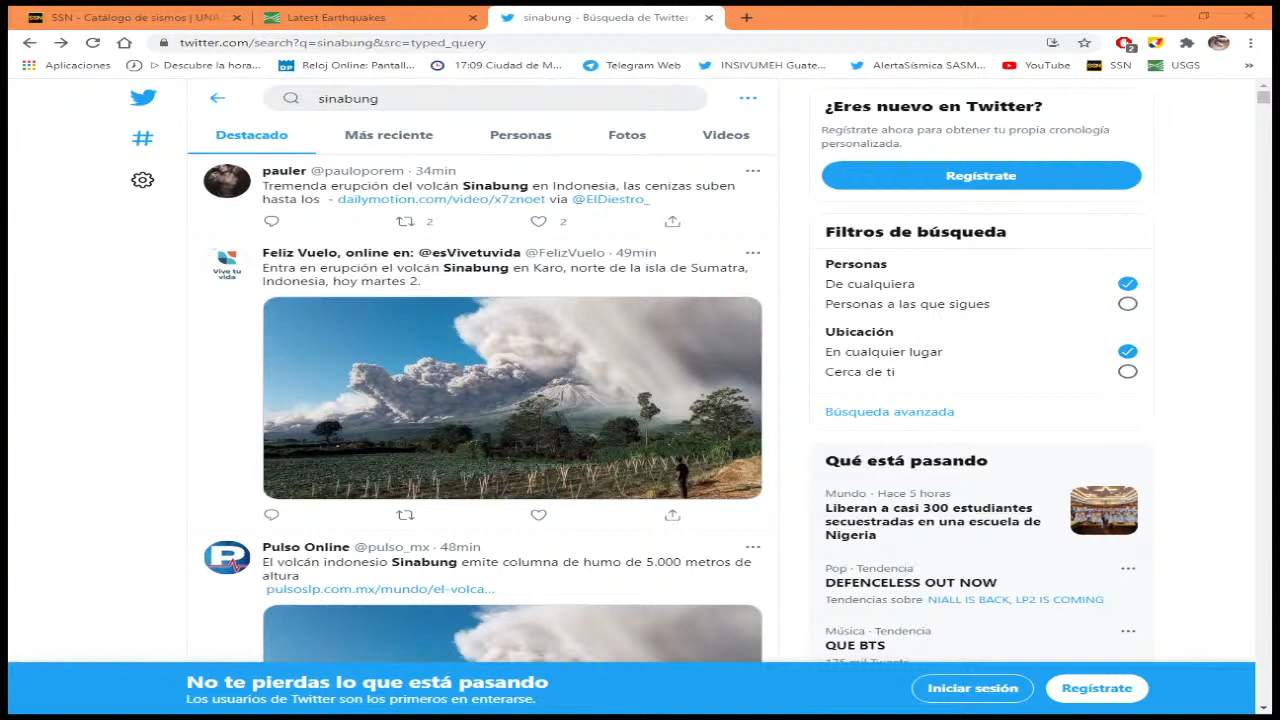 SSN - Catálogo de sismos | UNA
Latest Earthquakes
sinabung - Búsqueda de Twitter
twitter.com/search?q=sinabung&src=typed_query
2
Aplicaciones
▷ Descubre la hora...
Reloj Online: Pantall...
17:09 Ciudad de M...
Telegram Web
INSIVUMEH Guate...
AlertaSísmica SASM...
YouTube
SSN
USGS
»
sinabung
Destacado
Más reciente
Personas
Fotos
Videos
pauler @pauloporem · 34min
Tremenda erupción del volcán Sinabung en Indonesia, las cenizas suben
hasta los - dailymotion.com/video/x7znoet via @ElDiestro_
2
2
Vive tu
vida
Feliz Vuelo, online en: @esVivetuvida @FelizVuelo · 49min
Entra en erupción el volcán Sinabung en Karo, norte de la isla de Sumatra,
Indonesia, hoy martes 2.
P
Pulso Online @pulso_mx · 48min
El volcán indonesio Sinabung emite columna de humo de 5.000 metros de
altura
pulsoslp.com.mx/mundo/el-volca...
¿Eres nuevo en Twitter?
Regístrate ahora para obtener tu propia cronología
personalizada.
Regístrate
Filtros de búsqueda
Personas
De cualquiera
Personas a las que sigues
Ubicación
En cualquier lugar
Cerca de ti
Búsqueda avanzada
Qué está pasando
Mundo · Hace 5 horas
Liberan a casi 300 estudiantes
secuestradas en una escuela de
Nigeria
Pop · Tendencia
DEFENCELESS OUT NOW
Tendencias sobre NIALL IS BACK, LP2 IS COMING
Música · Tendencia
QUE BTS
175 mil Tweets
No te pierdas lo que está pasando
Los usuarios de Twitter son los primeros en enterarse.
Iniciar sesión
Regístrate